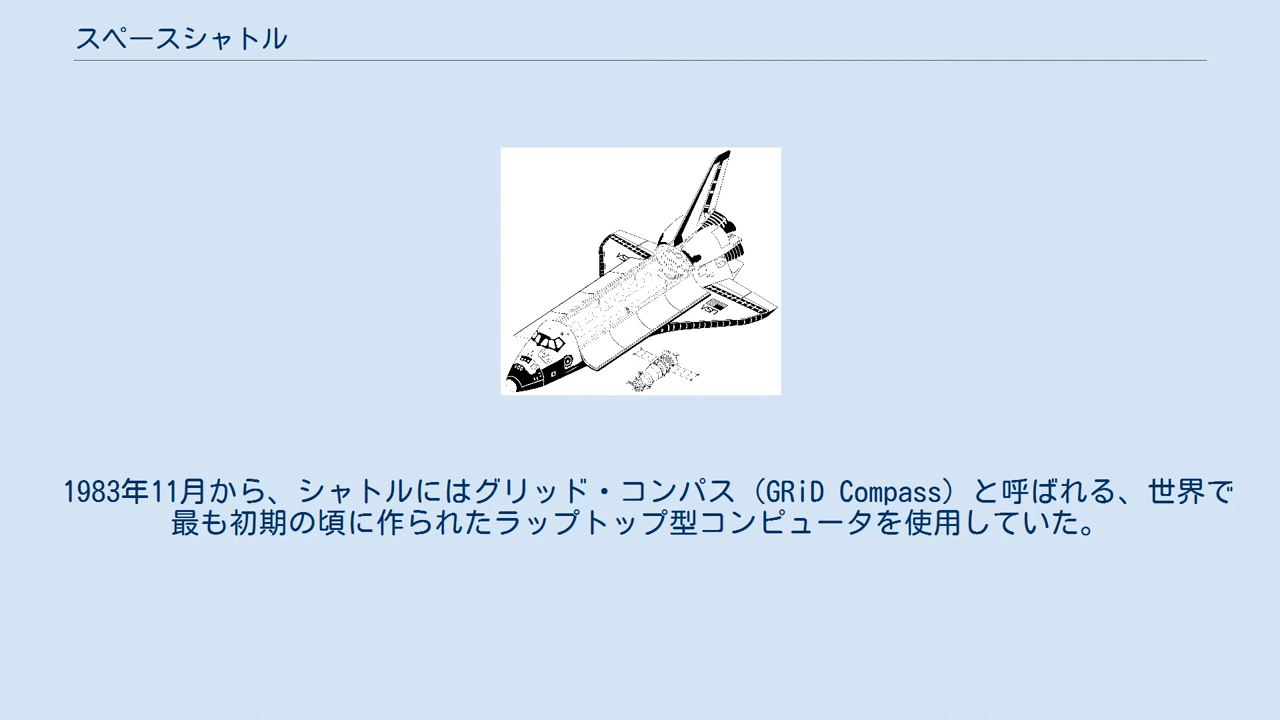 スペースシャトル
1983年11月から、シャトルにはグリッド・コンパス（GRiD Compass）と呼ばれる、世界で
最も初期の頃に作られたラップトップ型コンピュータを使用していた。